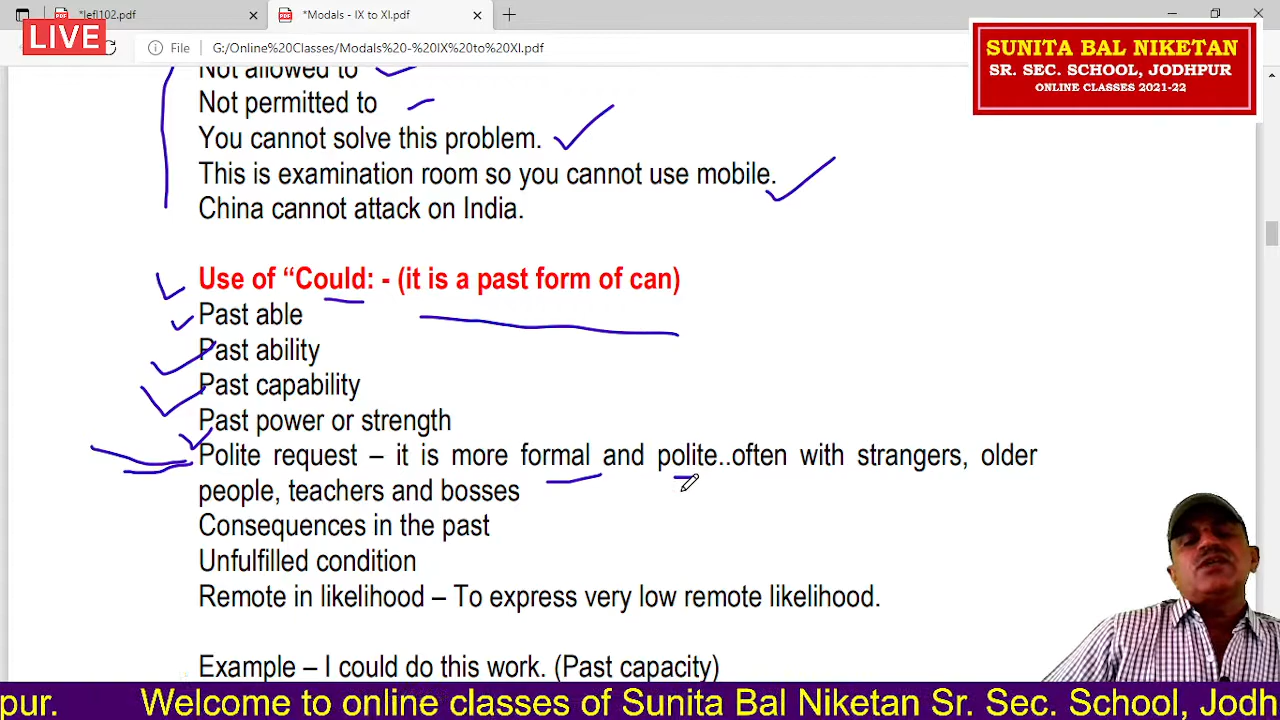 *lefl102.pdf
*Modals - IX to XI.pdf
LIVE
File G:/Online%20Classes/Modals%20-%20IX%20to%20XI.pdf
SUNITA BAL NIKETAN
SR. SEC. SCHOOL, JODHPUR
ONLINE CLASSES 2021-22
Not allowed to
Not permitted to
You cannot solve this problem.
This is examination room so you cannot use mobile.
China cannot attack on India.
Use of “Could: - (it is a past form of can)
Past able
Past ability
Past capability
Past power or strength
Polite request – it is more formal and polite..often with strangers, older
people, teachers and bosses
Consequences in the past
Unfulfilled condition
Remote in likelihood – To express very low remote likelihood.
Example – I could do this work. (Past capacity)
pur. Welcome to online classes of Sunita Bal Niketan Sr. Sec. School, Jodh